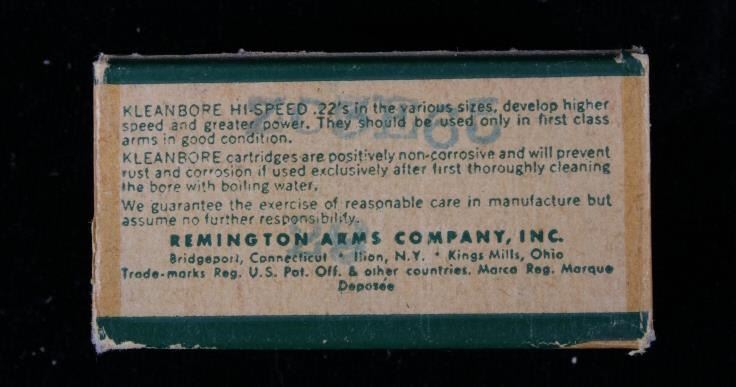 KLEANBORE HI-SPEED .22's in the various sizes, develop higher
speed and greater power. They should be used only in first class
arms in good condition.
KLEANBORE cartridges are positively non-corrosive and will prevent
rust and corrosion if used exclusively after first thoroughly cleaning
the bore with boiling water.
We guarantee the exercise of reasonable care in manufacture but
assume no further responsibility.
REMINGTON ARMS COMPANY, INC.
Bridgeport, Connecticut • Ilion, N.Y. • Kings Mills, Ohio
Trade-marks Reg. U.S. Pat. Off. & other countries. Marca Reg. Marque
Deposée